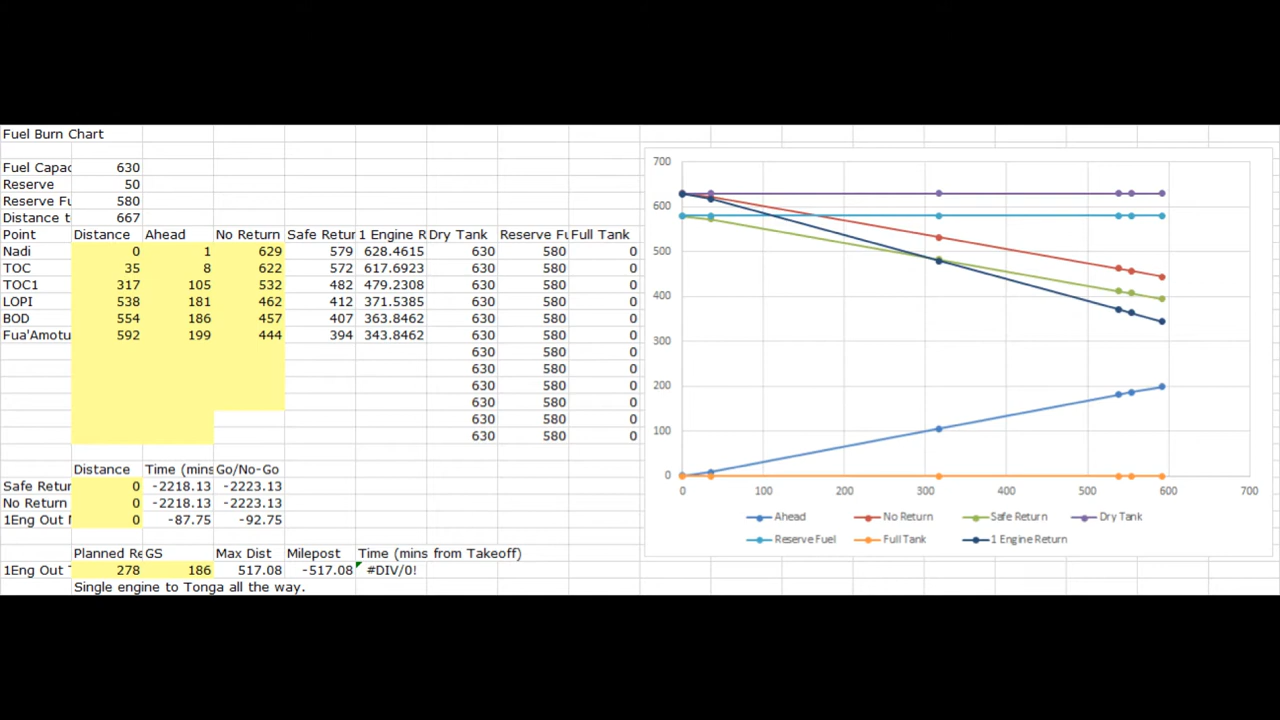 Fuel Burn Chart
Fuel Capac 630
Reserve 50
Reserve Fu 580
Distance t 667
Point Distance Ahead No Return Safe Retur 1 Engine R Dry Tank Reserve Fu Full Tank
Nadi 0 1 629 579 628.4615 630 580 0
TOC 35 8 622 572 617.6923 630 580 0
TOC1 317 105 532 482 479.2308 630 580 0
LOPI 538 181 462 412 371.5385 630 580 0
BOD 554 186 457 407 363.8462 630 580 0
Fua'Amotu 592 199 444 394 343.8462 630 580 0
630 580 0
630 580 0
630 580 0
630 580 0
630 580 0
630 580 0
Distance Time (mins Go/No-Go
Safe Retur 0 -2218.13 -2223.13
No Return 0 -2218.13 -2223.13
1Eng Out 0 -87.75 -92.75
Planned Re GS Max Dist Milepost Time (mins from Takeoff)
1Eng Out 278 186 517.08 -517.08 #DIV/0!
Single engine to Tonga all the way.
700
600
500
400
300
200
100
0
0 100 200 300 400 500 600 700
Ahead No Return Safe Return Dry Tank
Reserve Fuel Full Tank 1 Engine Return